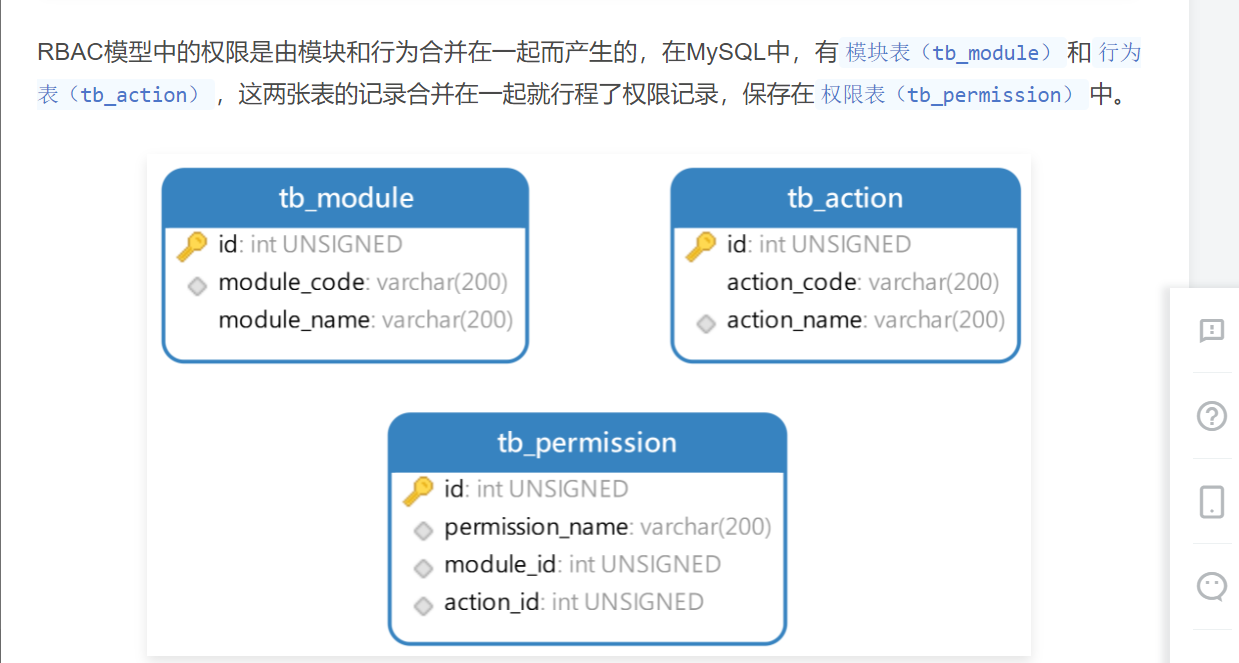 RBAC模型中的权限是由模块和行为合并在一起而产生的，在MySQL中，有 模块表（tb_module） 和 行为
表（tb_action） ，这两张表的记录合并在一起就行程了权限记录，保存在 权限表（tb_permission） 中。
tb_module
id: int UNSIGNED
module_code: varchar(200)
module_name: varchar(200)
tb_action
id: int UNSIGNED
action_code: varchar(200)
action_name: varchar(200)
tb_permission
id: int UNSIGNED
permission_name: varchar(200)
module_id: int UNSIGNED
action_id: int UNSIGNED